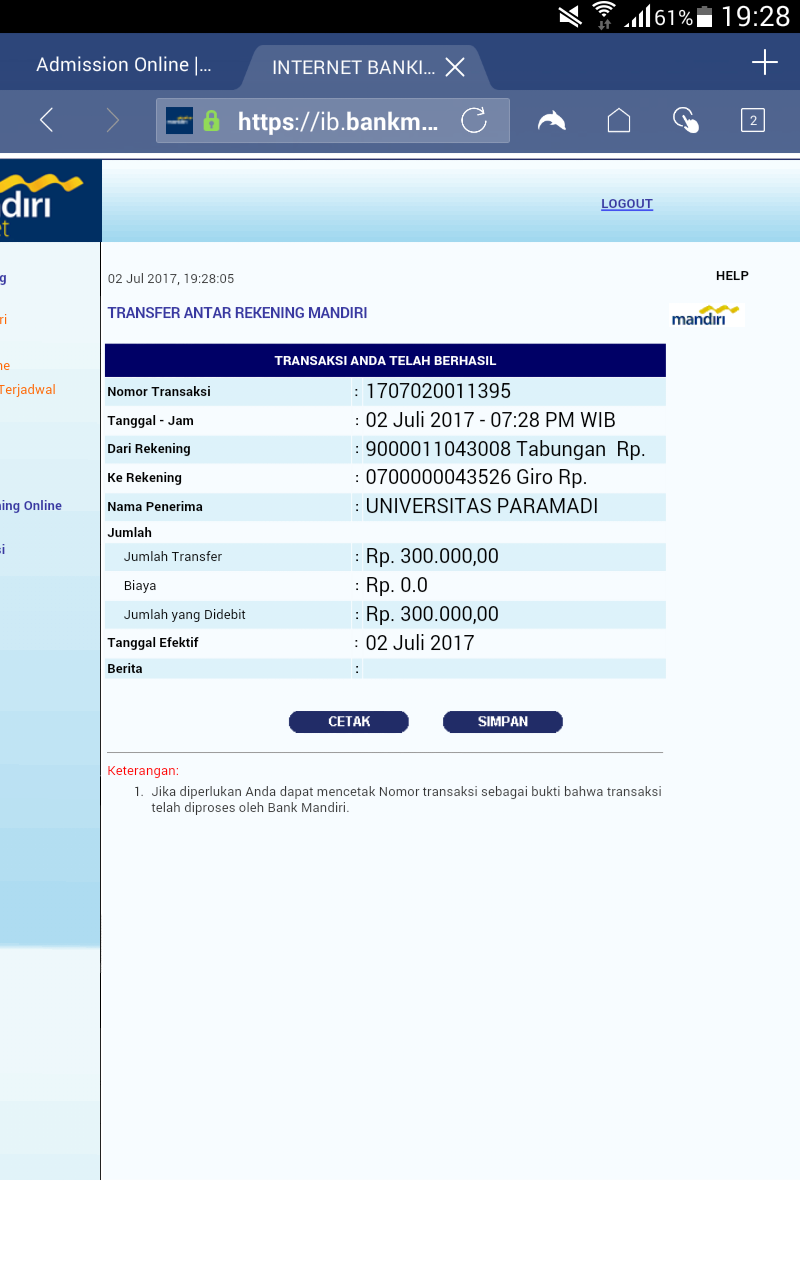 61% 19:28
Admission Online |... INTERNET BANKI...
https://ib.bankm... 2
diri
et
LOGOUT
g
02 Jul 2017, 19:28:05 HELP
ri
TRANSFER ANTAR REKENING MANDIRI mandiri
ne
Terjadwal
ning Online
si
TRANSAKSI ANDA TELAH BERHASIL
Nomor Transaksi : 1707020011395
Tanggal - Jam : 02 Juli 2017 - 07:28 PM WIB
Dari Rekening : 9000011043008 Tabungan Rp.
Ke Rekening : 0700000043526 Giro Rp.
Nama Penerima : UNIVERSITAS PARAMADI
Jumlah
Jumlah Transfer : Rp. 300.000,00
Biaya : Rp. 0.0
Jumlah yang Didebit : Rp. 300.000,00
Tanggal Efektif : 02 Juli 2017
Berita :
CETAK SIMPAN
Keterangan:
1. Jika diperlukan Anda dapat mencetak Nomor transaksi sebagai bukti bahwa transaksi
telah diproses oleh Bank Mandiri.